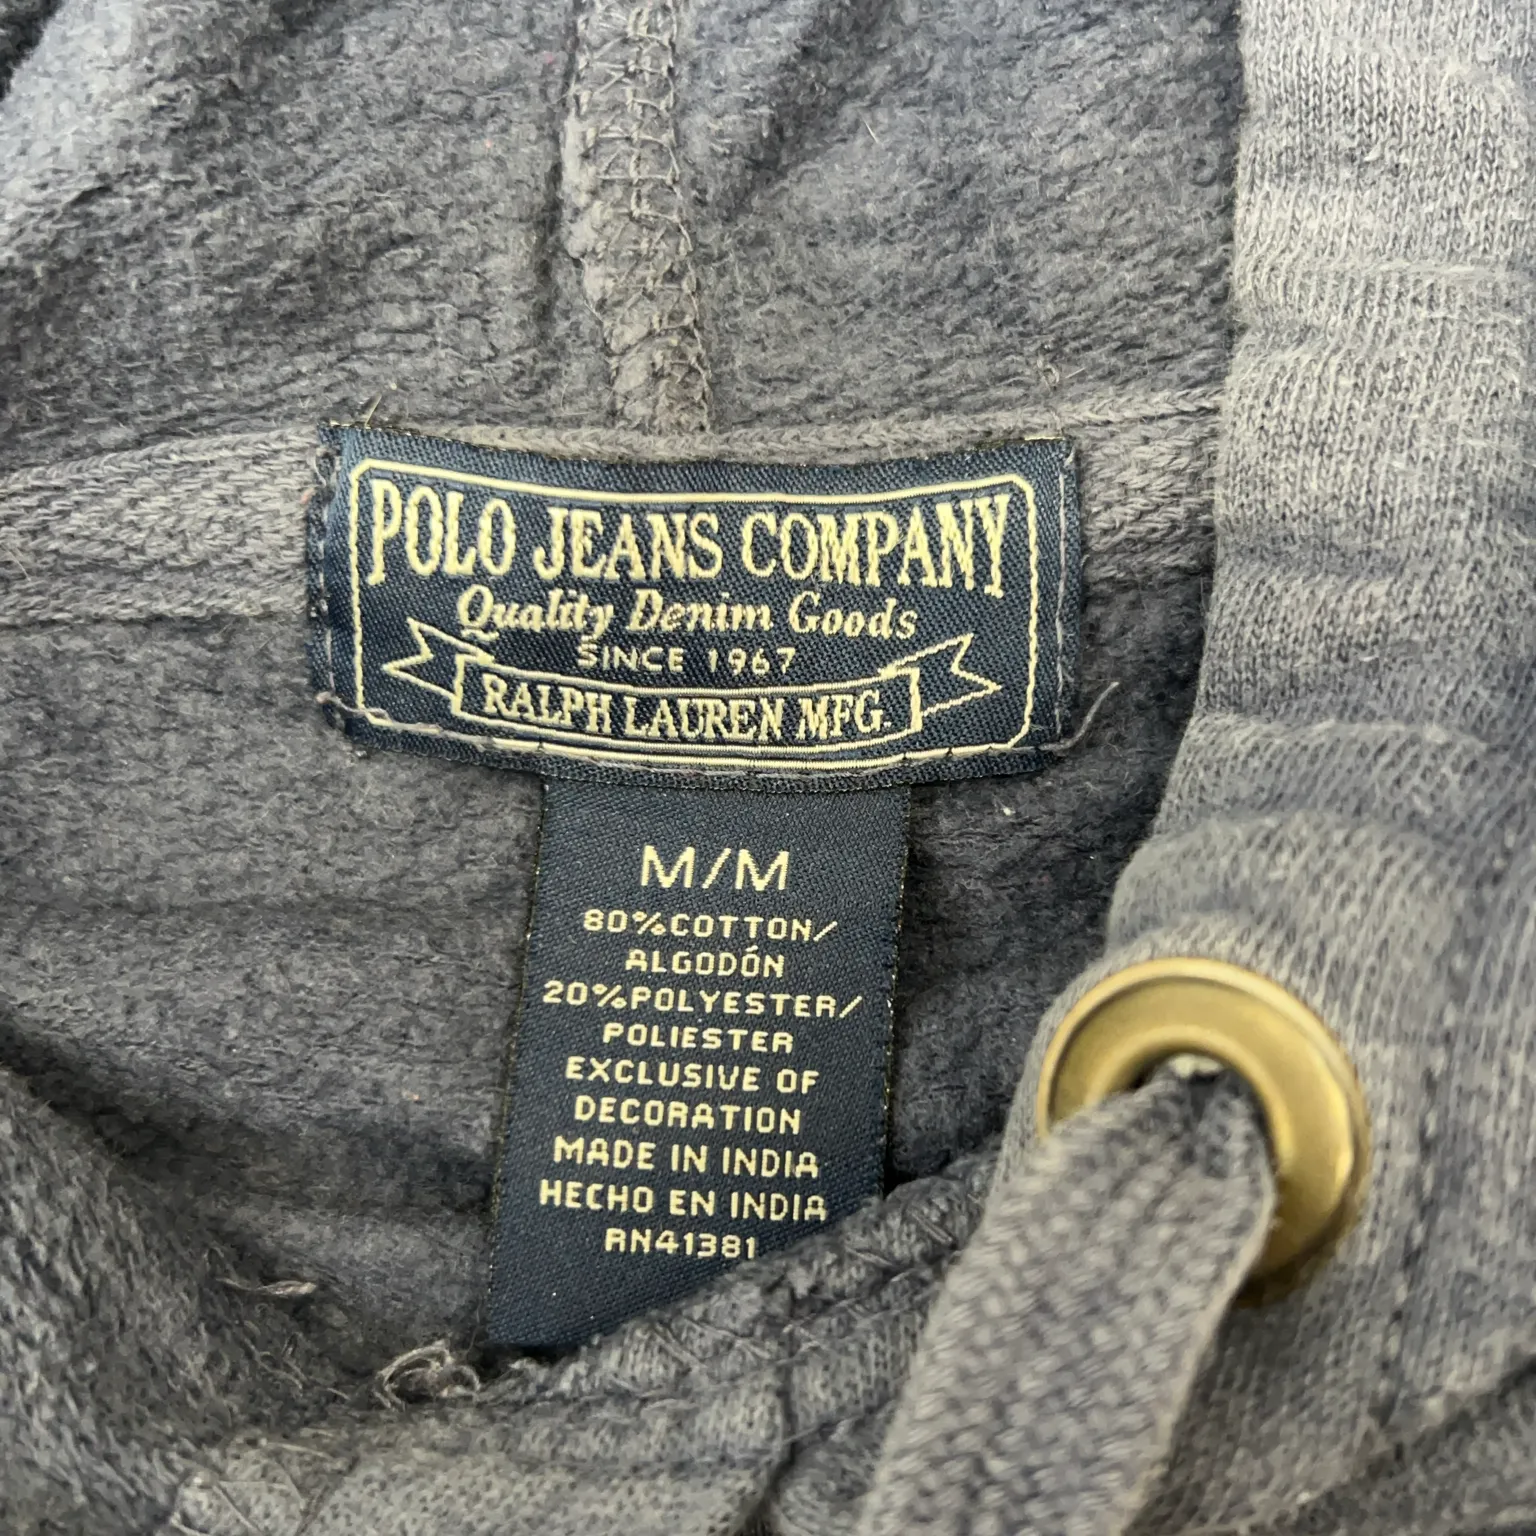 POLO JEANS COMPANY
Quality Denim Goods
SINCE 1967
RALPH LAUREN MFG.
M/M
80%COTTON/
ALGODÓN
20%POLYESTER/
POLIESTER
EXCLUSIVE OF
DECORATION
MADE IN INDIA
HECHO EN INDIA
RN41381